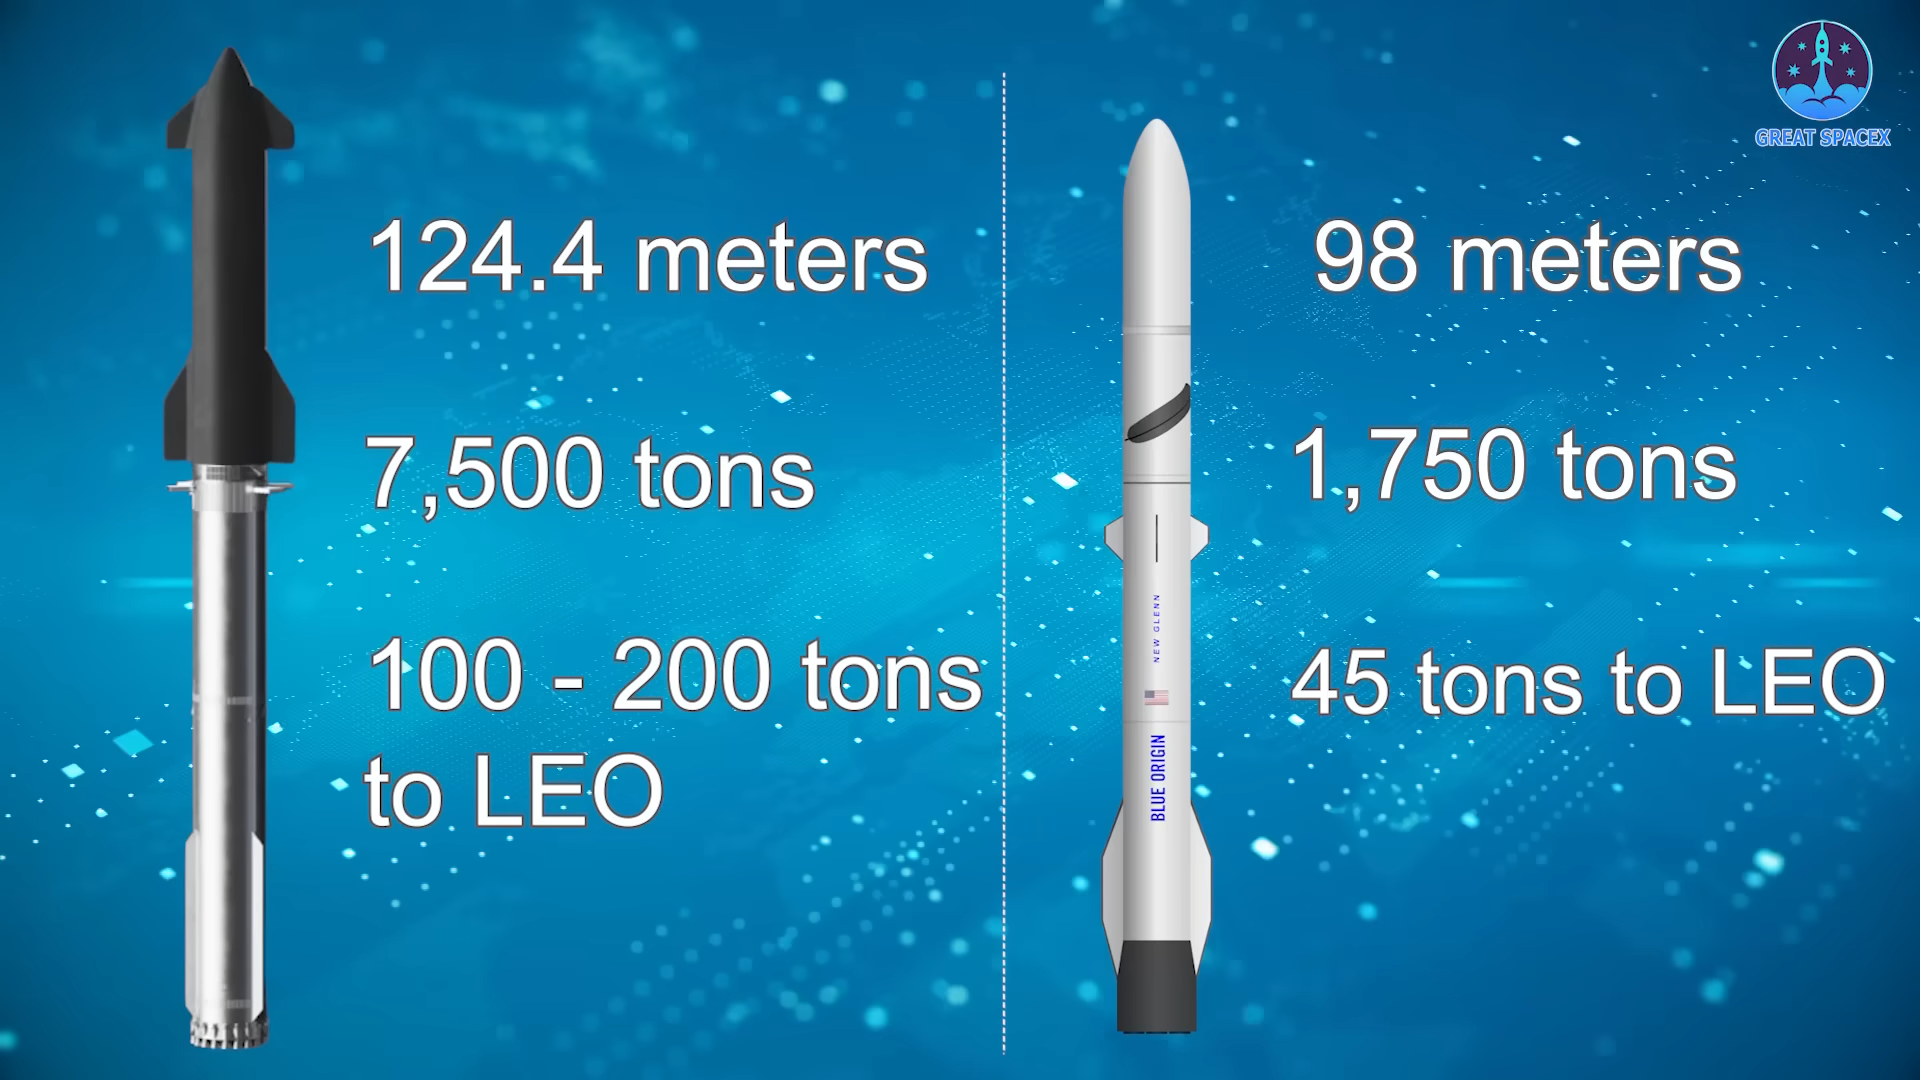 124.4 meters
7,500 tons
100 - 200 tons
to LEO
98 meters
1,750 tons
45 tons to LEO
NEW GLENN
BLUE ORIGIN
GREAT SPACEX